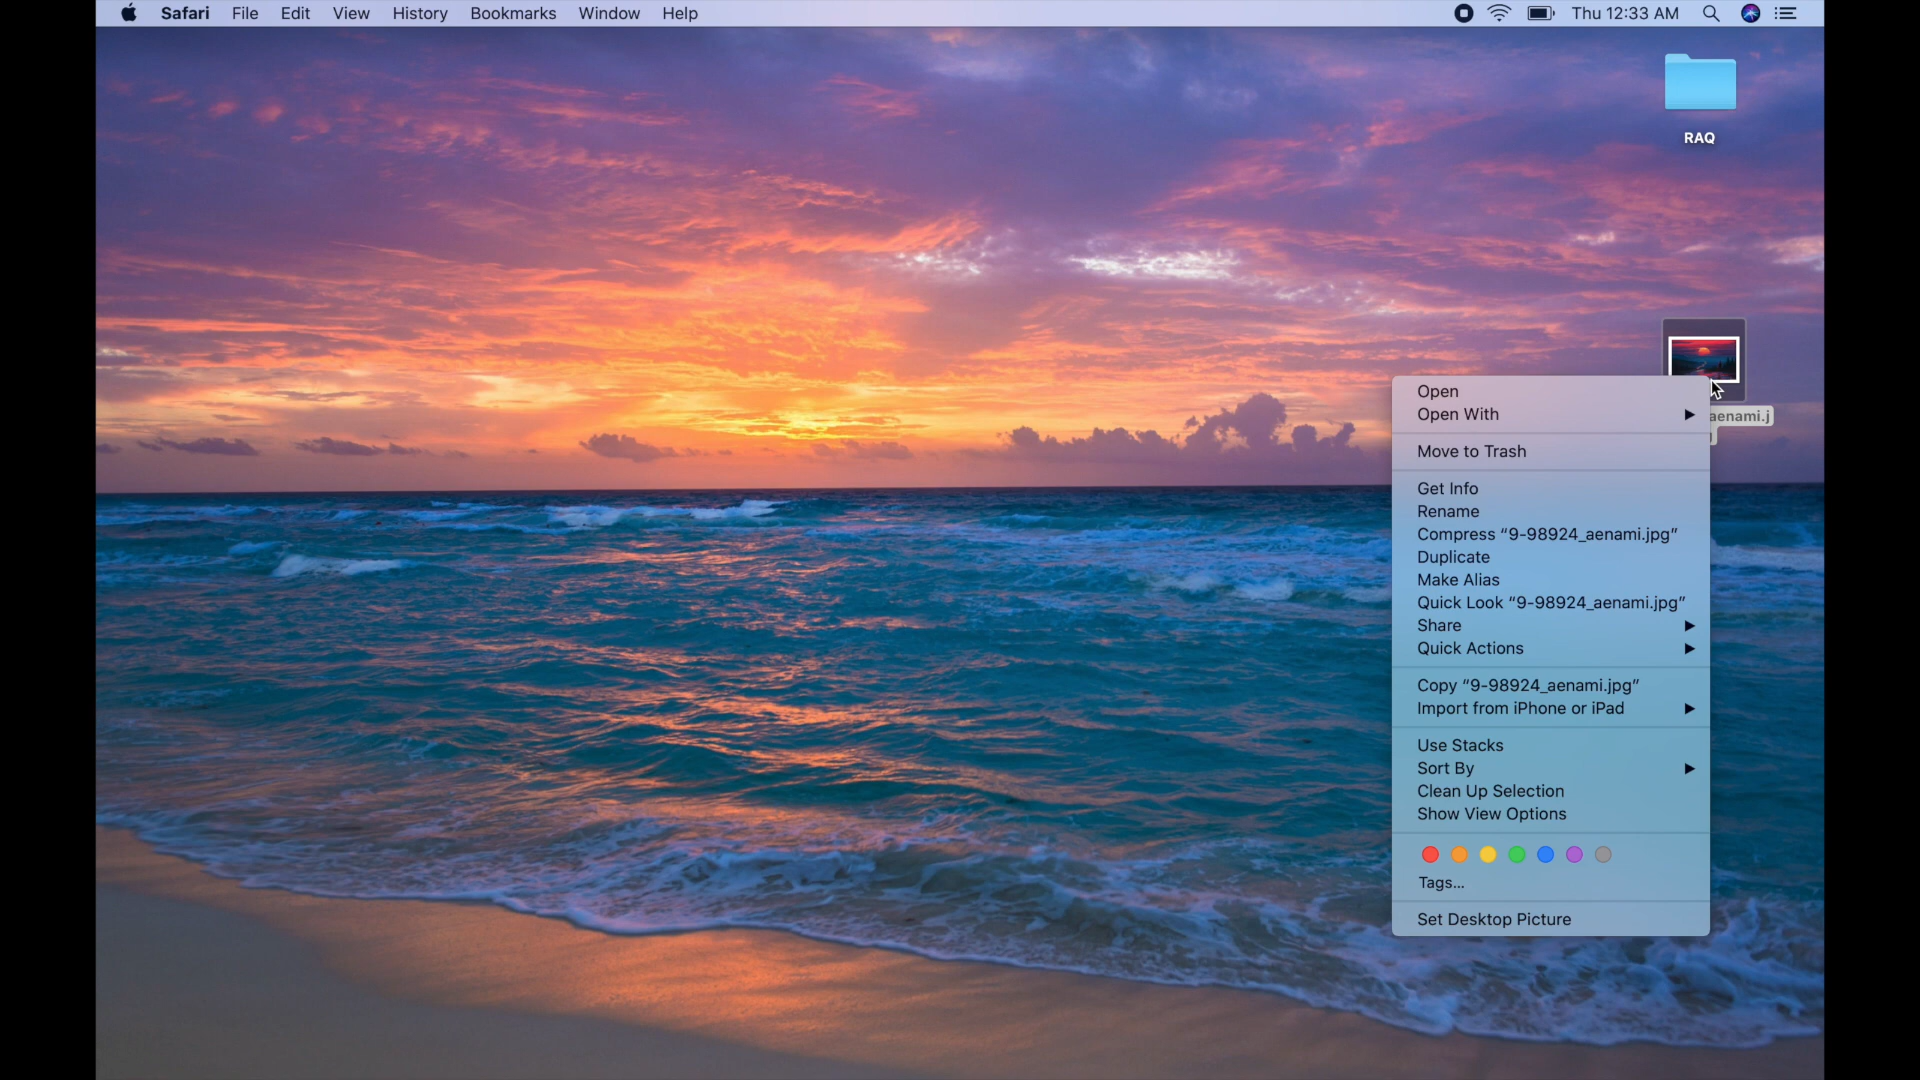 Safari File Edit View History Bookmarks Window Help Thu 12:33 AM
RAQ
aenami.j
Open
Open With
Move to Trash
Get Info
Rename
Compress “9-98924_aenami.jpg”
Duplicate
Make Alias
Quick Look “9-98924_aenami.jpg”
Share
Quick Actions
Copy “9-98924_aenami.jpg”
Import from iPhone or iPad
Use Stacks
Sort By
Clean Up Selection
Show View Options
Tags...
Set Desktop Picture